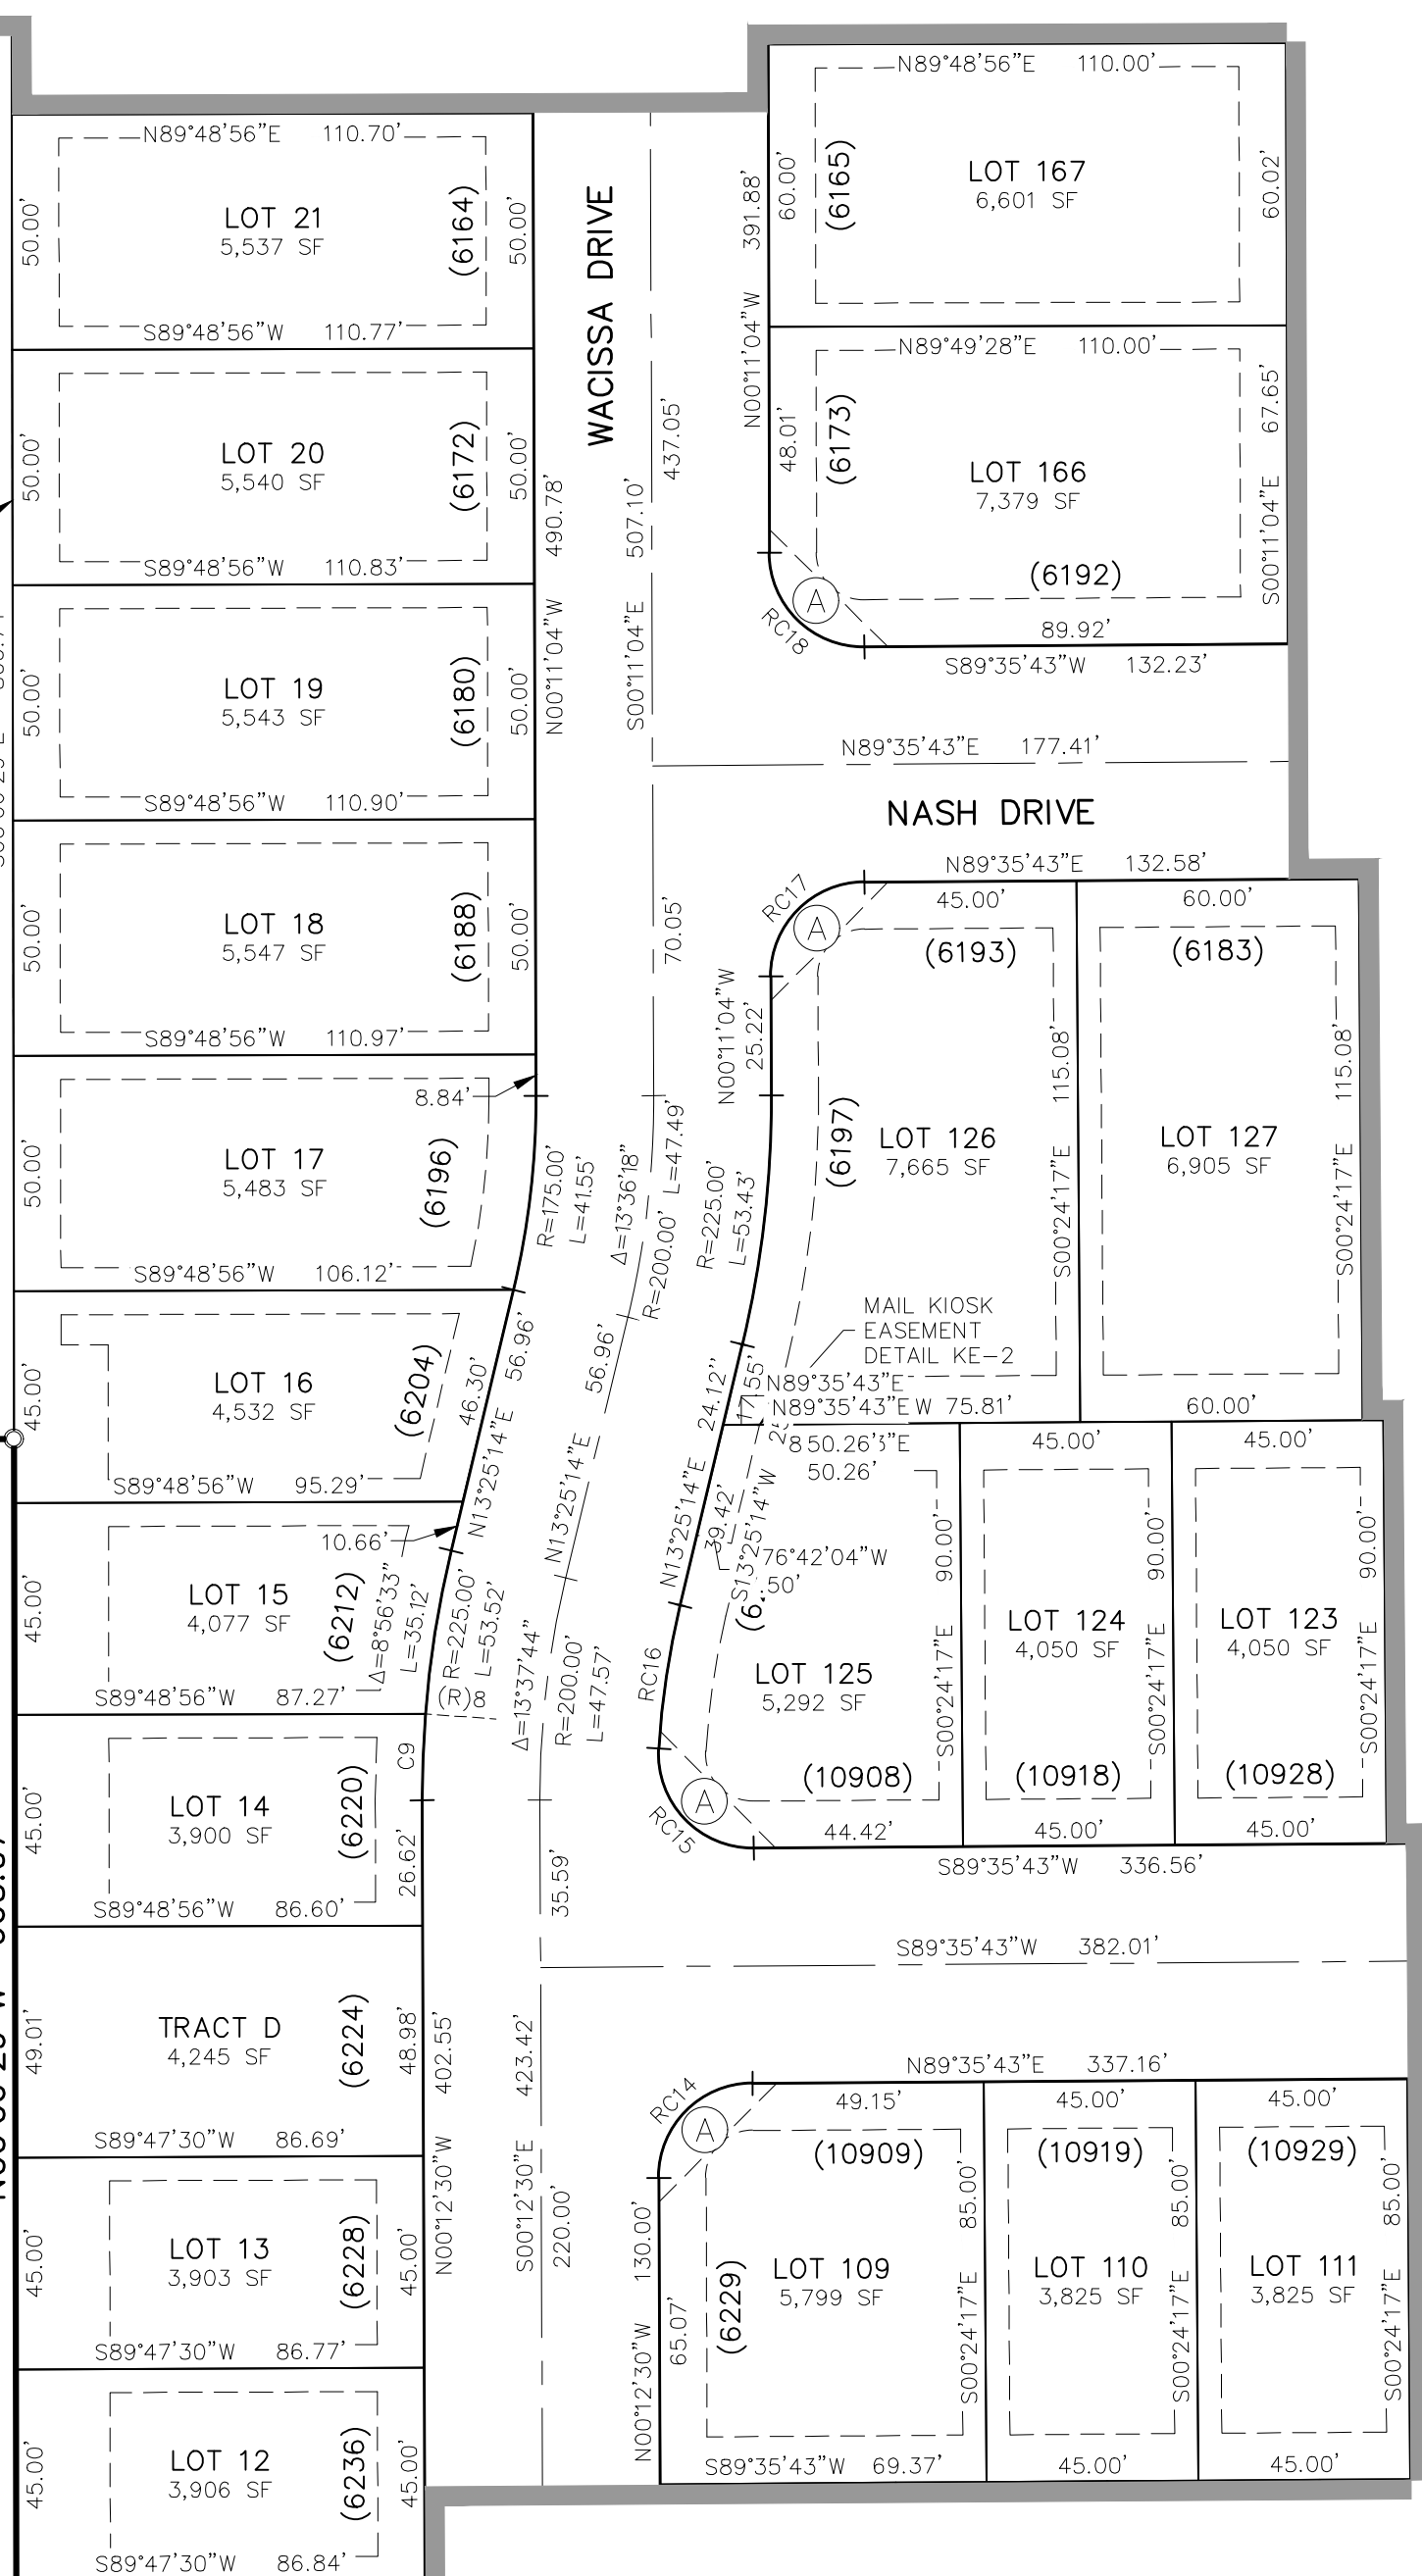 N89°48'56"E 110.70'
50.00'
LOT 21
5,537 SF
(6164)
50.00'
S89°48'56"W 110.77'
50.00'
LOT 20
5,540 SF
(6172)
50.00'
S89°48'56"W 110.83'
50.00'
LOT 19
5,543 SF
(6180)
50.00'
S89°48'56"W 110.90'
50.00'
LOT 18
5,547 SF
(6188)
50.00'
S89°48'56"W 110.97'
8.84'
50.00'
LOT 17
5,483 SF
(6196)
S89°48'56"W 106.12'
45.00'
LOT 16
4,532 SF
(6204)
46.30'
S89°48'56"W 95.29'
10.66'
45.00'
LOT 15
4,077 SF
(6212)
Δ=8°56'33"
L=35.12'
S89°48'56"W 87.27'
(R)8
45.00'
LOT 14
3,900 SF
(6220)
C9
26.62'
S89°48'56"W 86.60'
49.01'
TRACT D
4,245 SF
(6224)
48.98'
S89°47'30"W 86.69'
45.00'
LOT 13
3,903 SF
(6228)
45.00'
S89°47'30"W 86.77'
45.00'
LOT 12
3,906 SF
(6236)
45.00'
S89°47'30"W 86.84'
WACISSA DRIVE
N00°11'04"W 490.78'
S00°11'04"E 507.10'
437.05'
70.05'
R=175.00'
L=41.55'
Δ=13°36'18"
R=200.00' L=47.49'
R=225.00'
L=53.43'
N13°25'14"E 56.96'
N13°25'14"E 56.96'
N13°25'14"E 24.12"
R=225.00'
L=53.52'
Δ=13°37'44"
R=200.00'
L=47.57'
35.59'
N00°12'30"W 402.55'
S00°12'30"E 423.42'
220.00'
N89°48'56"E 110.00'
N00°11'04"W 391.88'
60.00'
(6165)
LOT 167
6,601 SF
60.02'
N89°49'28"E 110.00'
48.01'
(6173)
LOT 166
7,379 SF
S00°11'04"E 67.65'
(6192)
A
RC18
89.92'
S89°35'43"W 132.23'
N89°35'43"E 177.41'
NASH DRIVE
N89°35'43"E 132.58'
RC17
A
45.00'
60.00'
(6193)
(6183)
N00°11'04"W
25.22'
(6197)
LOT 126
7,665 SF
S00°24'17"E 115.08'
LOT 127
6,905 SF
S00°24'17"E 115.08'
MAIL KIOSK
EASEMENT
DETAIL KE-2
17.55'
N89°35'43"E
N89°35'43"E W 75.81'
60.00'
50.26'
50.26'
45.00'
45.00'
39.42'
S13°25'14"W
76°42'04"W
RC16
LOT 125
5,292 SF
S00°24'17"E 90.00'
LOT 124
4,050 SF
S00°24'17"E 90.00'
LOT 123
4,050 SF
S00°24'17"E 90.00'
(10908)
(10918)
(10928)
A
RC15
44.42'
45.00'
45.00'
S89°35'43"W 336.56'
S89°35'43"W 382.01'
N89°35'43"E 337.16'
RC14
A
49.15'
45.00'
45.00'
(10909)
(10919)
(10929)
N00°12'30"W 130.00'
65.07'
(6229)
LOT 109
5,799 SF
S00°24'17"E 85.00'
LOT 110
3,825 SF
S00°24'17"E 85.00'
LOT 111
3,825 SF
S00°24'17"E 85.00'
S89°35'43"W 69.37'
45.00'
45.00'